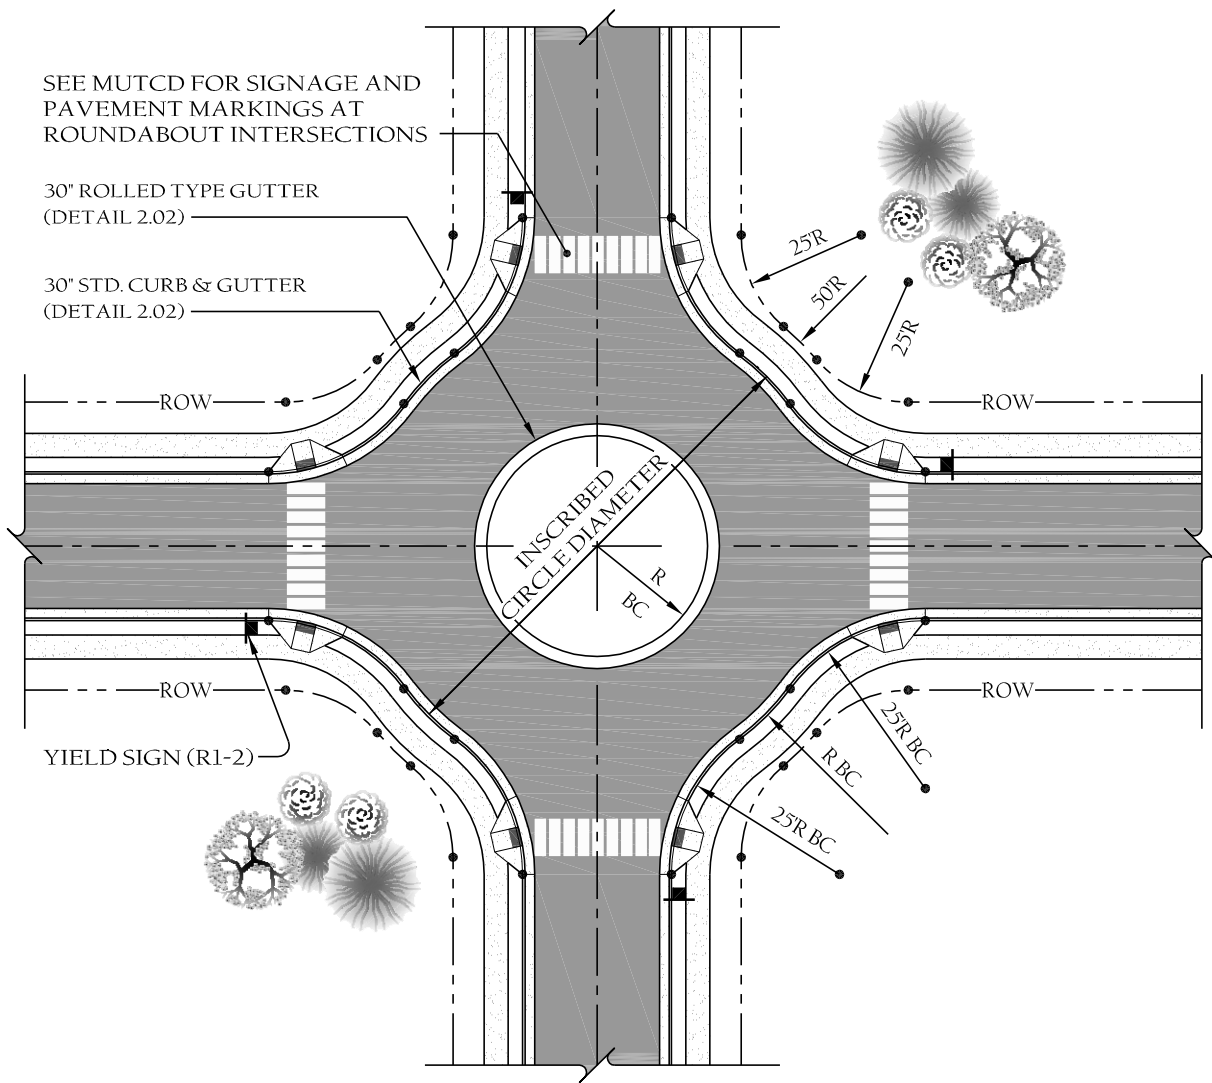 SEE MUTCD FOR SIGNAGE AND
PAVEMENT MARKINGS AT
ROUNDABOUT INTERSECTIONS
30" ROLLED TYPE GUTTER
(DETAIL 2.02)
30" STD. CURB & GUTTER
(DETAIL 2.02)
25'R
50'R
25'R
ROW
ROW
INSCRIBED
CIRCLE DIAMETER
R
BC
ROW
ROW
YIELD SIGN (R1-2)
25'R BC
R BC
25'R BC